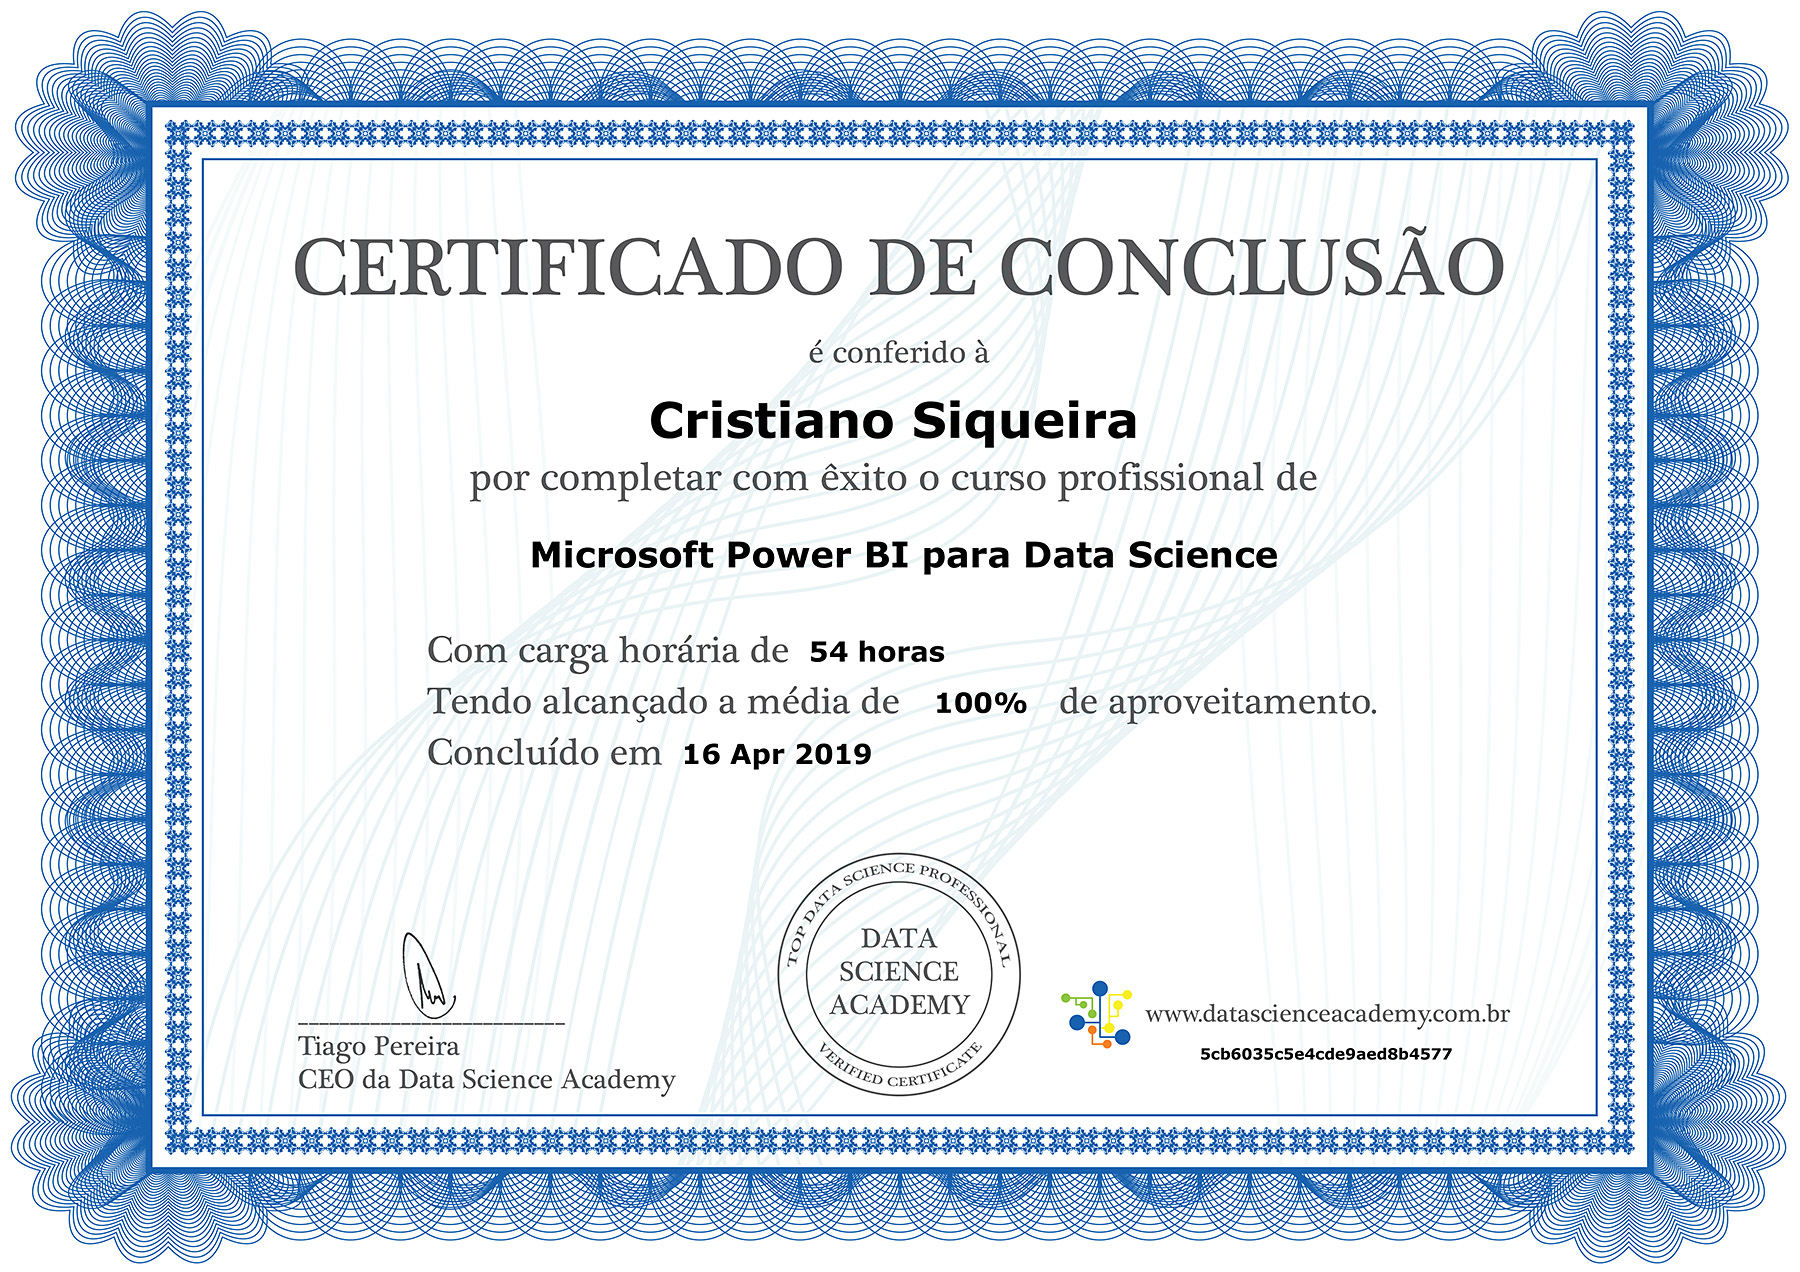 CERTIFICADO DE CONCLUSÃO
é conferido à
Cristiano Siqueira
por completar com êxito o curso profissional de
Microsoft Power BI para Data Science
Com carga horária de 54 horas
Tendo alcançado a média de 100% de aproveitamento.
Concluído em 16 Apr 2019
TOP DATA SCIENCE PROFESSIONAL
DATA
SCIENCE
ACADEMY
VERIFIED CERTIFICATE
Tiago Pereira
CEO da Data Science Academy
www.datascienceacademy.com.br
5cb6035c5e4cde9aed8b4577